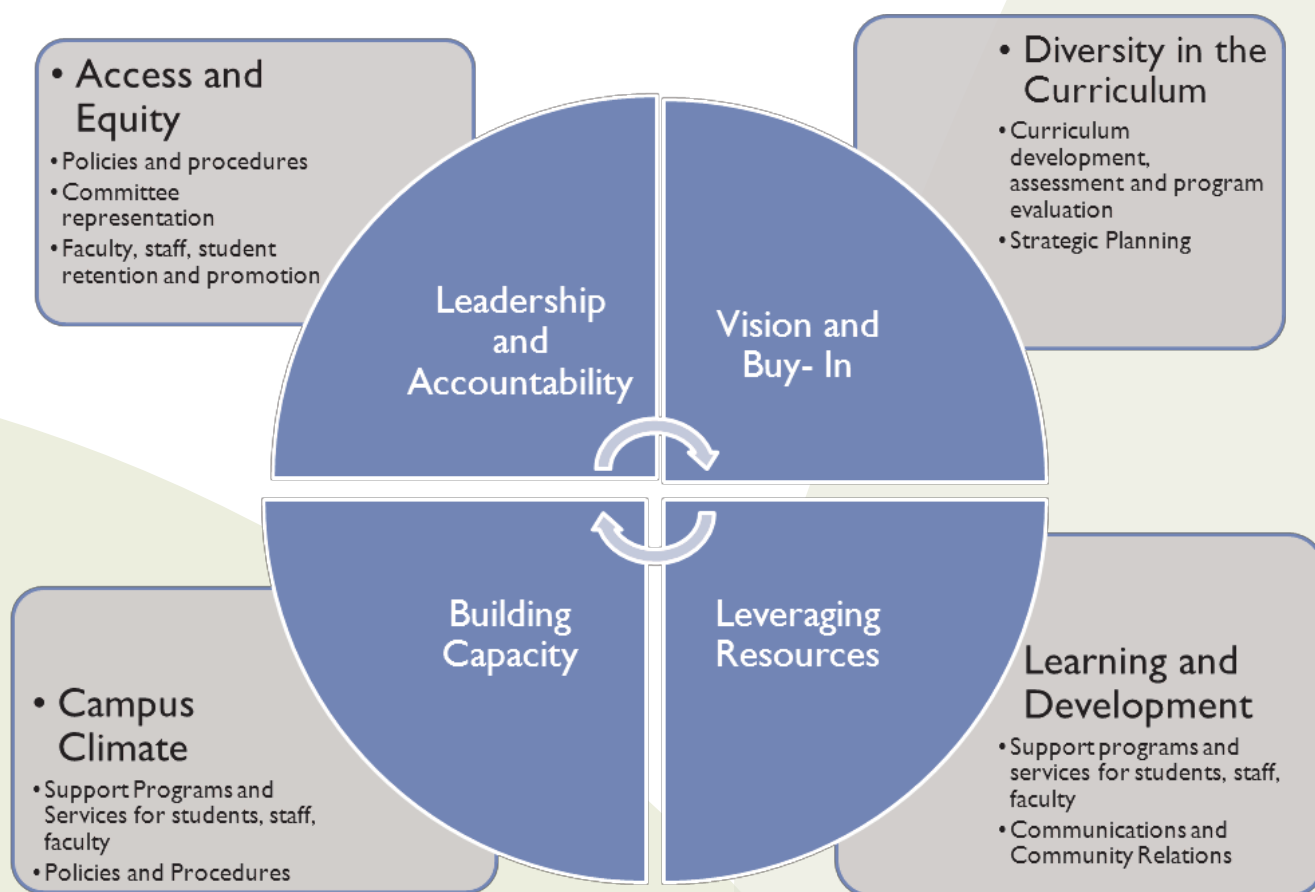 • Access and
Equity
• Policies and procedures
• Committee
representation
• Faculty, staff, student
retention and promotion
• Diversity in the
Curriculum
• Curriculum
development,
assessment and program
evaluation
• Strategic Planning
Leadership
and
Accountability
Vision and
Buy- In
Building
Capacity
Leveraging
Resources
• Campus
Climate
• Support Programs and
Services for students, staff,
faculty
• Policies and Procedures
Learning and
Development
• Support programs and
services for students, staff,
faculty
• Communications and
Community Relations